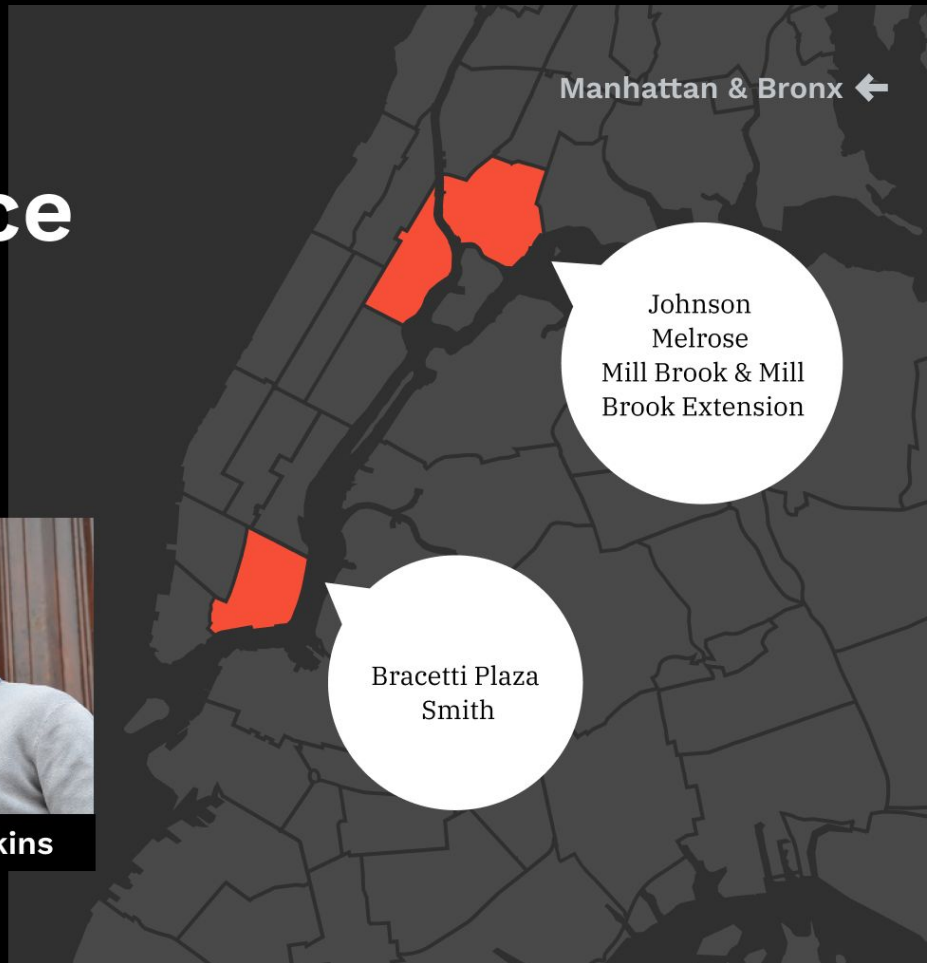 Manhattan & Bronx
ce
Johnson
Melrose
Mill Brook & Mill
Brook Extension
Bracetti Plaza
Smith
kins